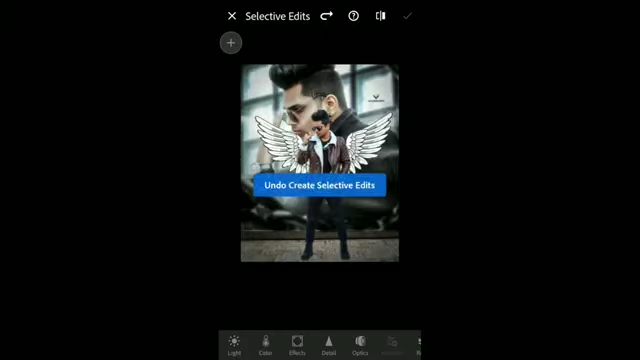 Selective Edits
Undo Create Selective Edits
Light Color Effects Detail Optics